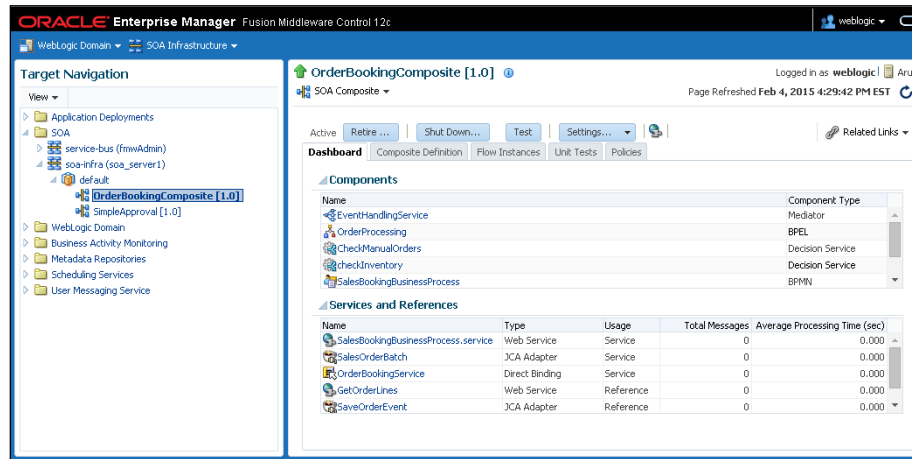 ORACLE Enterprise Manager Fusion Middleware Control 12c
weblogic
WebLogic Domain SOA Infrastructure
Target Navigation
View
Application Deployments
SOA
service-bus (fmwAdmin)
soa-infra (soa_server1)
default
OrderBookingComposite [1.0]
SimpleApproval [1.0]
WebLogic Domain
Business Activity Monitoring
Metadata Repositories
Scheduling Services
User Messaging Service
OrderBookingComposite [1.0]
Logged in as weblogic Aru
SOA Composite
Page Refreshed Feb 4, 2015 4:29:42 PM EST
Active Retire ... Shut Down... Test Settings... Related Links
Dashboard Composite Definition Flow Instances Unit Tests Policies
Components
Name Component Type
EventHandlingService Mediator
OrderProcessing BPEL
CheckManualOrders Decision Service
checkInventory Decision Service
SalesBookingBusinessProcess BPMN
Services and References
Name Type Usage Total Messages Average Processing Time (sec)
SalesBookingBusinessProcess.service Web Service Service 0 0.000
SalesOrderBatch JCA Adapter Service 0 0.000
OrderBookingService Direct Binding Service 0 0.000
GetOrderLines Web Service Reference 0 0.000
SaveOrderEvent JCA Adapter Reference 0 0.000